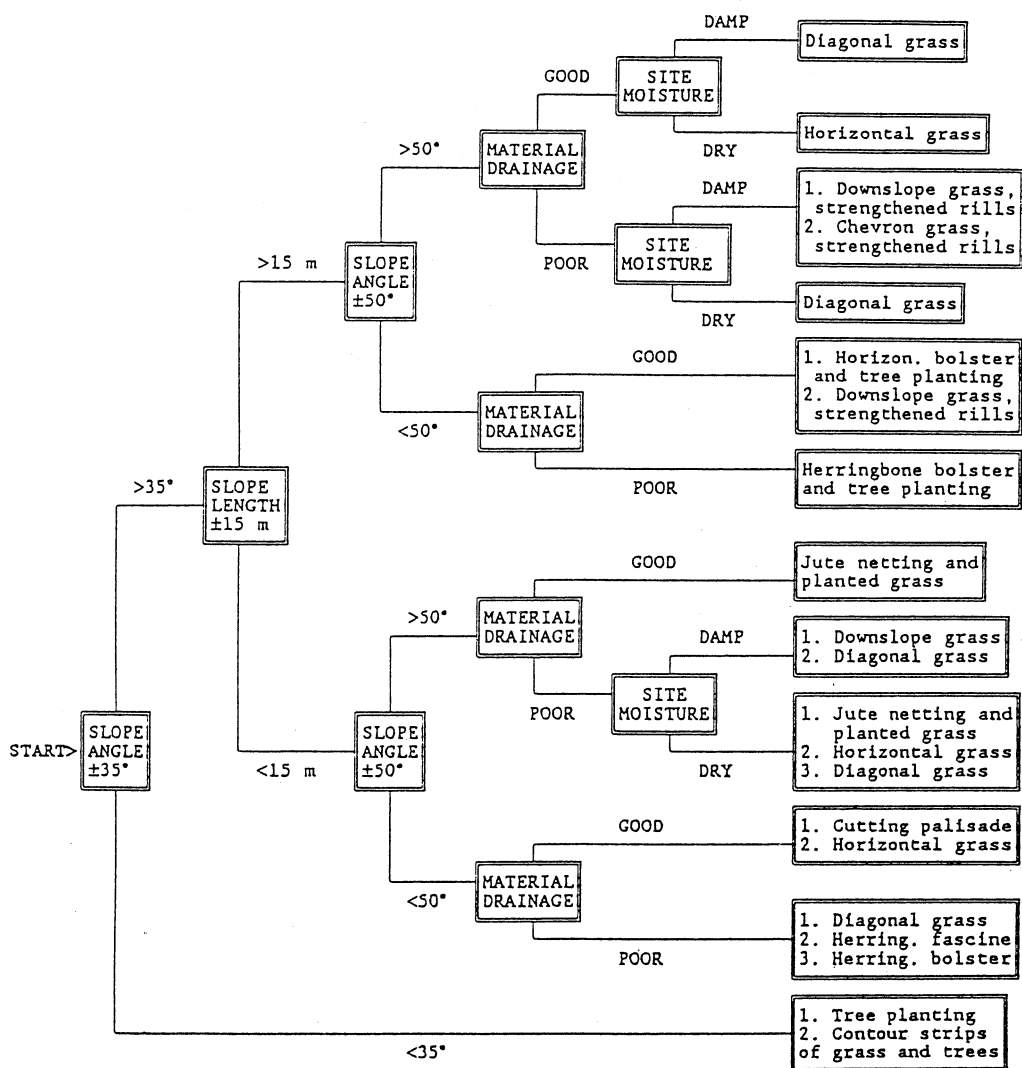 DAMP
Diagonal grass
GOOD
SITE
MOISTURE
Horizontal grass
DRY
>50°
MATERIAL
DRAINAGE
DAMP
1. Downslope grass,
strengthened rills
2. Chevron grass,
strengthened rills
POOR
SITE
MOISTURE
Diagonal grass
DRY
>15 m
SLOPE
ANGLE
±50°
GOOD
1. Horizon. bolster
and tree planting
2. Downslope grass,
strengthened rills
<50°
MATERIAL
DRAINAGE
POOR
Herringbone bolster
and tree planting
>35°
SLOPE
LENGTH
±15 m
GOOD
Jute netting and
planted grass
>50°
MATERIAL
DRAINAGE
DAMP
1. Downslope grass
2. Diagonal grass
POOR
SITE
MOISTURE
1. Jute netting and
planted grass
2. Horizontal grass
3. Diagonal grass
DRY
START>
SLOPE
ANGLE
±35°
<15 m
SLOPE
ANGLE
±50°
GOOD
1. Cutting palisade
2. Horizontal grass
<50°
MATERIAL
DRAINAGE
POOR
1. Diagonal grass
2. Herring. fascine
3. Herring. bolster
<35°
1. Tree planting
2. Contour strips
of grass and trees